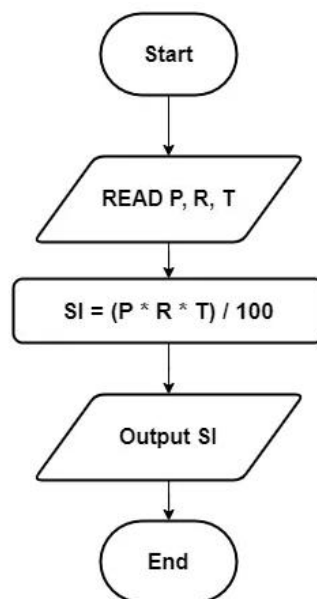 Start
READ P, R, T
SI = (P * R * T) / 100
Output SI
End